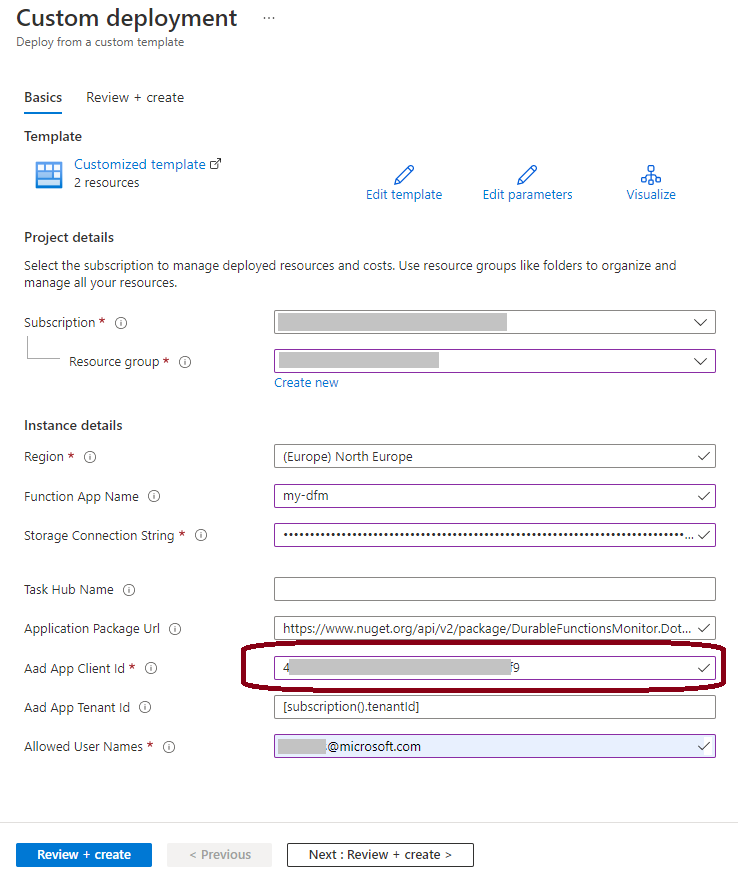 Custom deployment ...
Deploy from a custom template
Basics Review + create
Template
Customized template
2 resources
Edit template Edit parameters Visualize
Project details
Select the subscription to manage deployed resources and costs. Use resource groups like folders to organize and
manage all your resources.
Subscription *
Resource group *
Create new
Instance details
Region * (Europe) North Europe
Function App Name my-dfm
Storage Connection String * ••••••••••••••••••••••••••••••••••••••••••••••••••••••••••••••••••••••••••••...
Task Hub Name
Application Package Url https://www.nuget.org/api/v2/package/DurableFunctionsMonitor.Dot...
Aad App Client Id * 4 f9
Aad App Tenant Id [subscription().tenantId]
Allowed User Names * @microsoft.com
Review + create < Previous Next : Review + create >